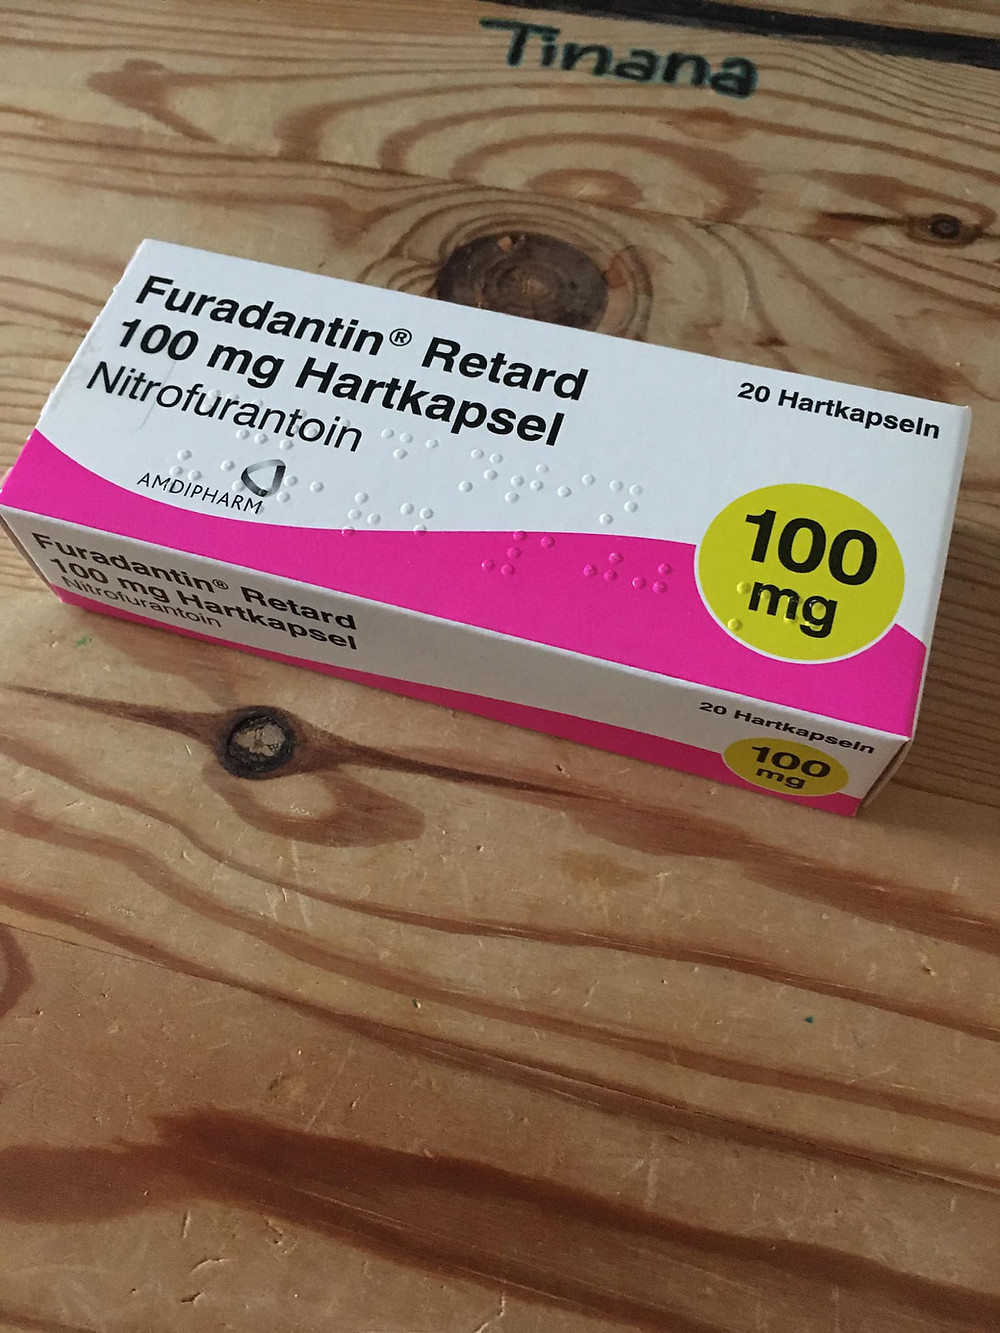 Tinana
Furadantin® Retard
100 mg Hartkapsel
Nitrofurantoin
20 Hartkapseln
AMDIPHARM
100
mg
Furadantin® Retard
100 mg Hartkapsel
Nitrofurantoin
20 Hartkapseln
100
mg